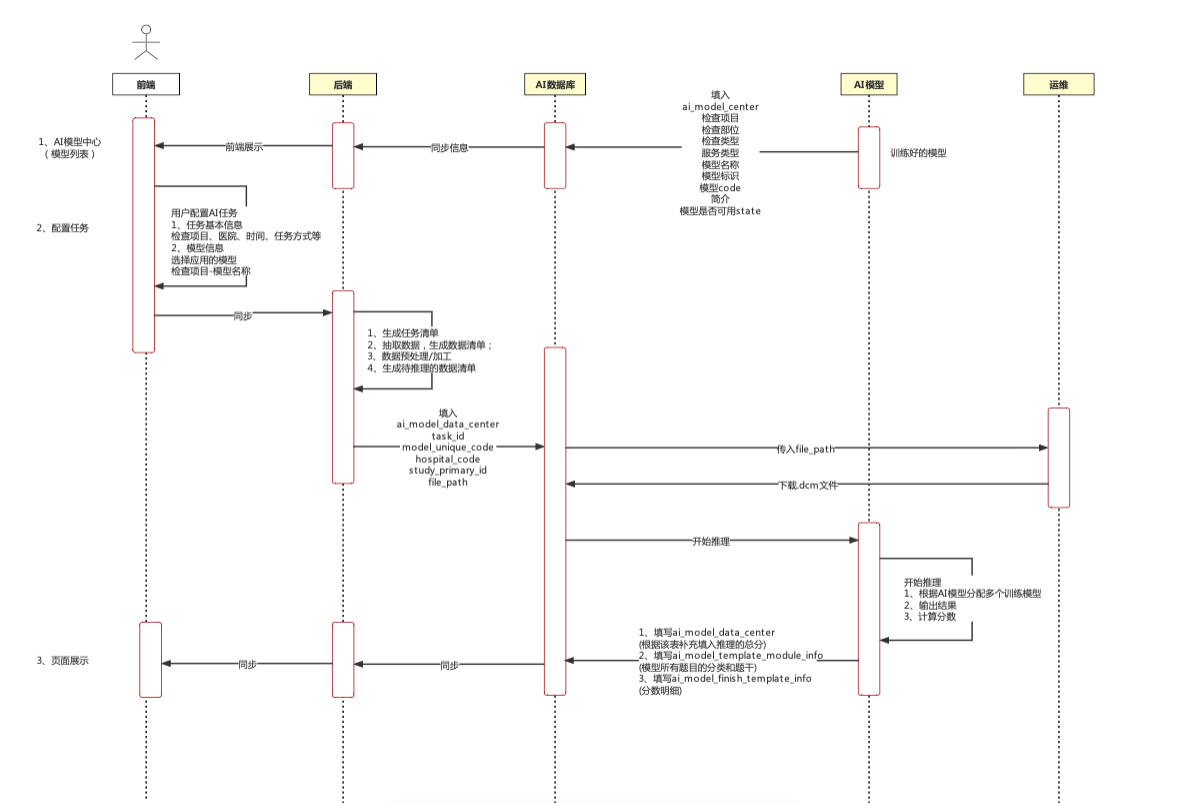 前端
后端
AI数据库
AI模型
运维
1、AI模型中心
（模型列表）
前端展示
同步信息
填入
ai_model_center
检查项目
检查部位
检查类型
服务类型
模型名称
模型标识
模型code
简介
模型是否可用state
训练好的模型
2、配置任务
用户配置AI任务
1、任务基本信息
检查项目、医院、时间、任务方式等
2、模型信息
选择应用的模型
检查项目-模型名称
同步
1、生成任务清单
2、抽取数据，生成数据清单；
3、数据预处理/加工
4、生成待推理的数据清单
填入
ai_model_data_center
task_id
model_unique_code
hospital_code
study_primary_id
file_path
传入file_path
下载.dcm文件
开始推理
开始推理
1、根据AI模型分配多个训练模型
2、输出结果
3、计算分数
1、填写ai_model_data_center
(根据该表补充填入推理的总分)
2、填写ai_model_template_module_info
(模型所有题目的分类和题干)
3、填写ai_model_finish_template_info
(分数明细)
3、页面展示
同步
同步